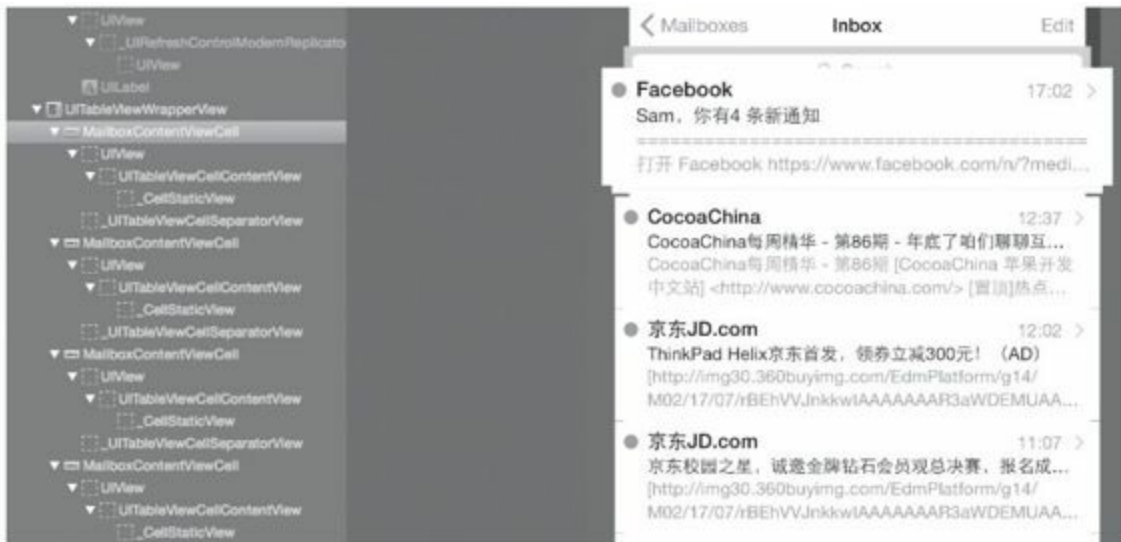 UIView
_UIRefreshControlModernReplicato
UIView
UILabel
UITableViewWrapperView
MailboxContentViewCell
UIView
UITableViewCellContentView
_CellStaticView
_UITableViewCellSeparatorView
MailboxContentViewCell
UIView
UITableViewCellContentView
_CellStaticView
_UITableViewCellSeparatorView
MailboxContentViewCell
UIView
UITableViewCellContentView
_CellStaticView
_UITableViewCellSeparatorView
MailboxContentViewCell
UIView
UITableViewCellContentView
_CellStaticView
Mailboxes Inbox Edit
Facebook 17:02
Sam，你有4 条新通知
========================================
打开 Facebook https://www.facebook.com/n/?medi...
CocoaChina 12:37
CocoaChina每周精华 - 第86期 - 年底了咱们聊聊互...
CocoaChina每周精华 - 第86期 [CocoaChina 苹果开发
中文站] <http://www.cocoachina.com/> [置顶]热点...
京东JD.com 12:02
ThinkPad Helix京东首发，领券立减300元！（AD）
[http://img30.360buyimg.com/EdmPlatform/g14/
M02/17/07/rBEhVVJnkkwIAAAAAAAR3aWDEMUAA...
京东JD.com 11:07
京东校园之星，诚邀金牌钻石会员观总决赛，报名成...
[http://img30.360buyimg.com/EdmPlatform/g14/
M02/17/07/rBEhVVJnkkwIAAAAAAAR3aWDEMUAA...